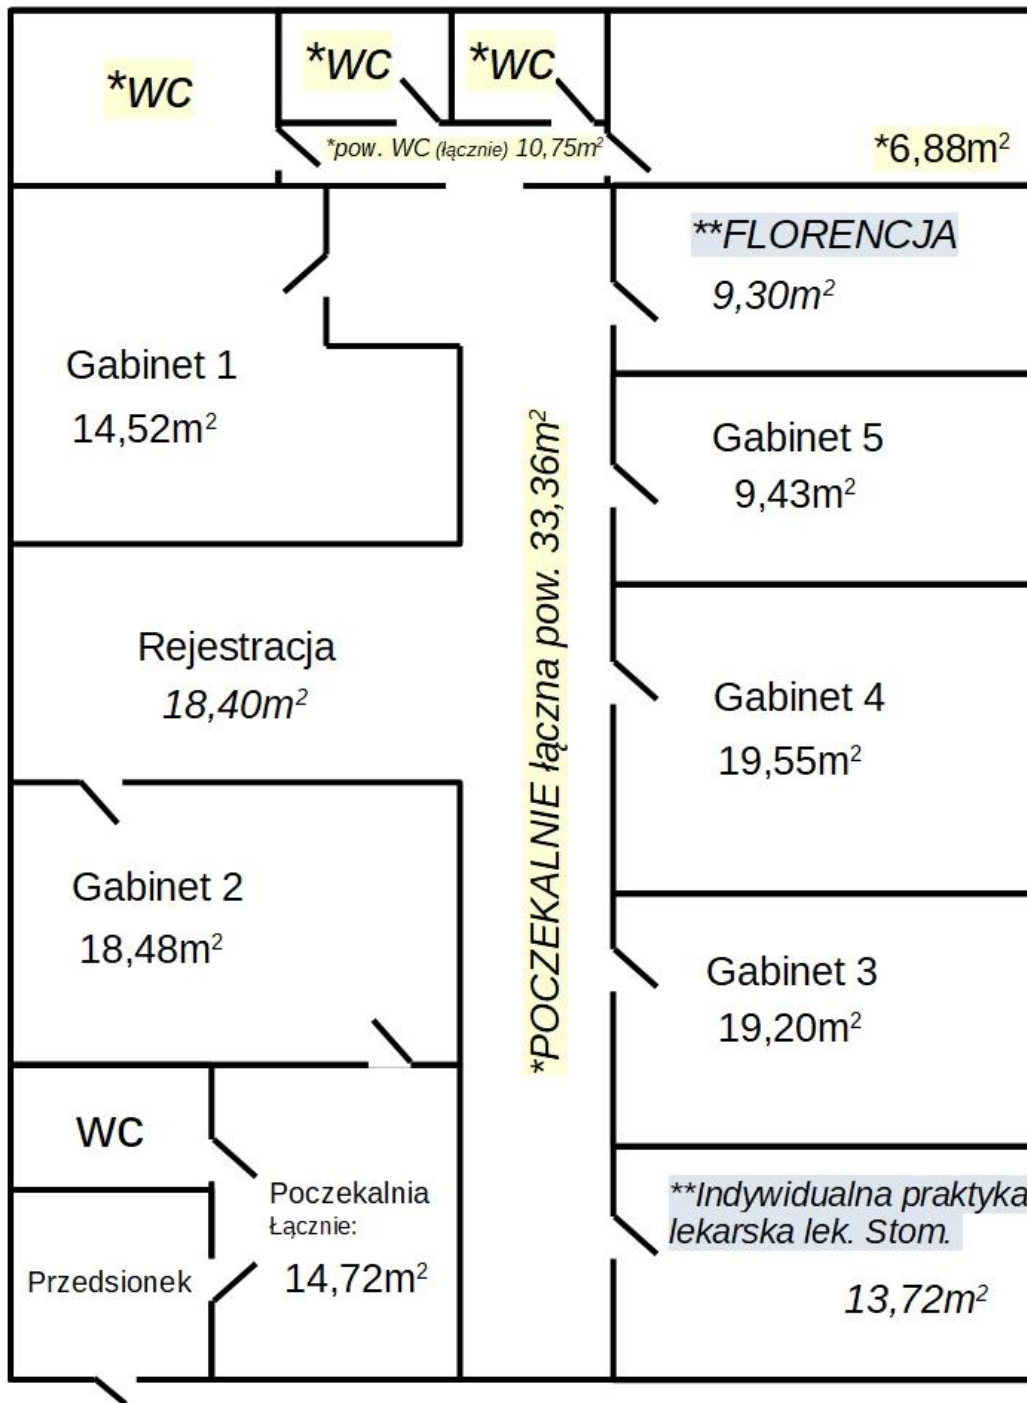 *WC
*WC
*WC
*pow. WC (łącznie) 10,75m²
*6,88m²
**FLORENCJA
9,30m²
Gabinet 1
14,52m²
Gabinet 5
9,43m²
*POCZEKALNIE łączna pow. 33,36m²
Rejestracja
18,40m²
Gabinet 4
19,55m²
Gabinet 2
18,48m²
Gabinet 3
19,20m²
WC
Poczekalnia
Łącznie:
14,72m²
Przedsionek
**Indywidualna praktyka
lekarska lek. Stom.
13,72m²